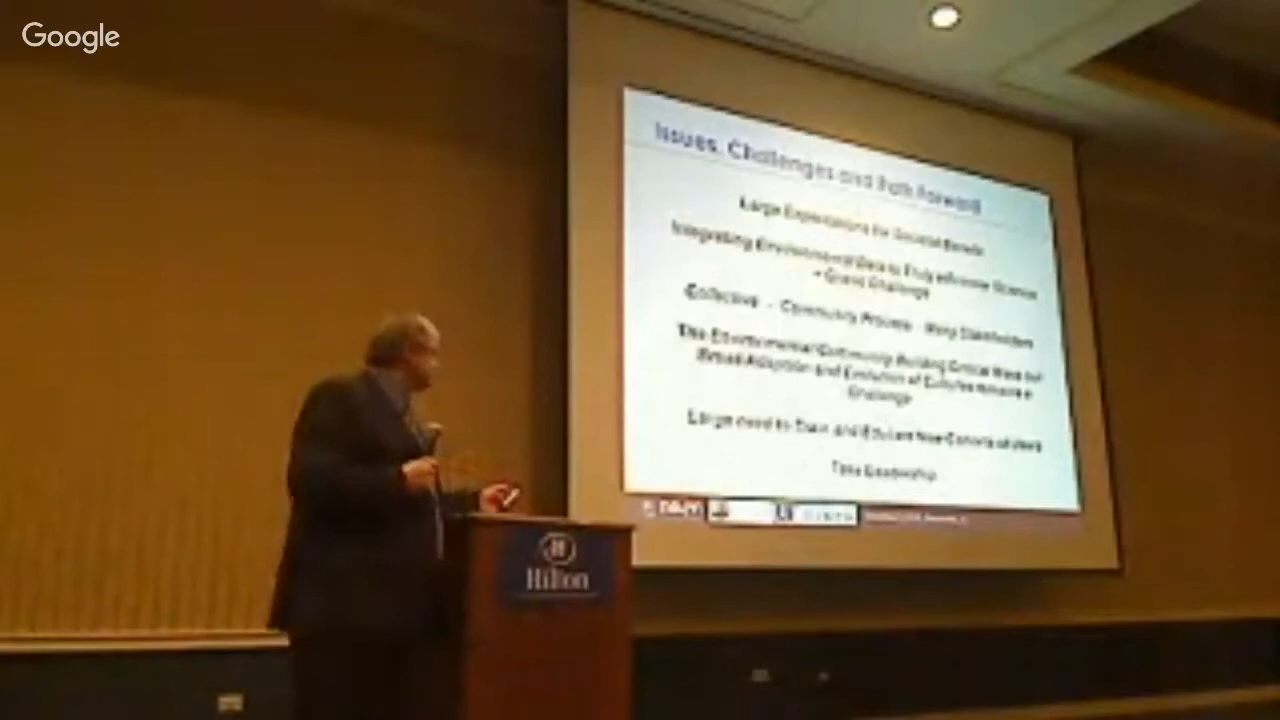 Google
Issues, Challenges and Path Forward
Large Expectations for Societal Benefit
Integrating Environmental Data to Science
Grand Challenge
Collective - Community Process - Many Stakeholders
The Environmental Community Building Critical Mass but
Broad Adoption and Evolution of Cultures Remains a
Challenge
Large need to Train and Educate New Cohorts of
Take Leadership
Hilton